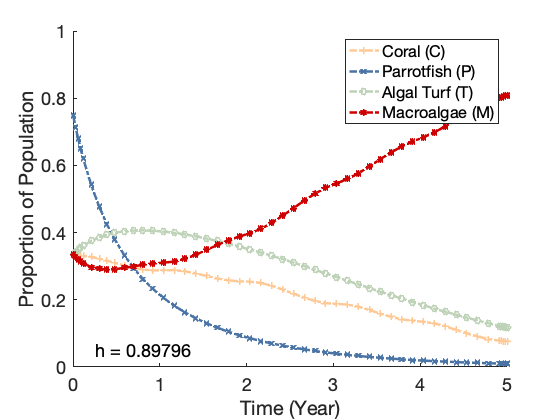 1
0.8
0.6
0.4
0.2
0
Proportion of Population
Coral (C)
Parrotfish (P)
Algal Turf (T)
Macroalgae (M)
h = 0.89796
0 1 2 3 4 5
Time (Year)